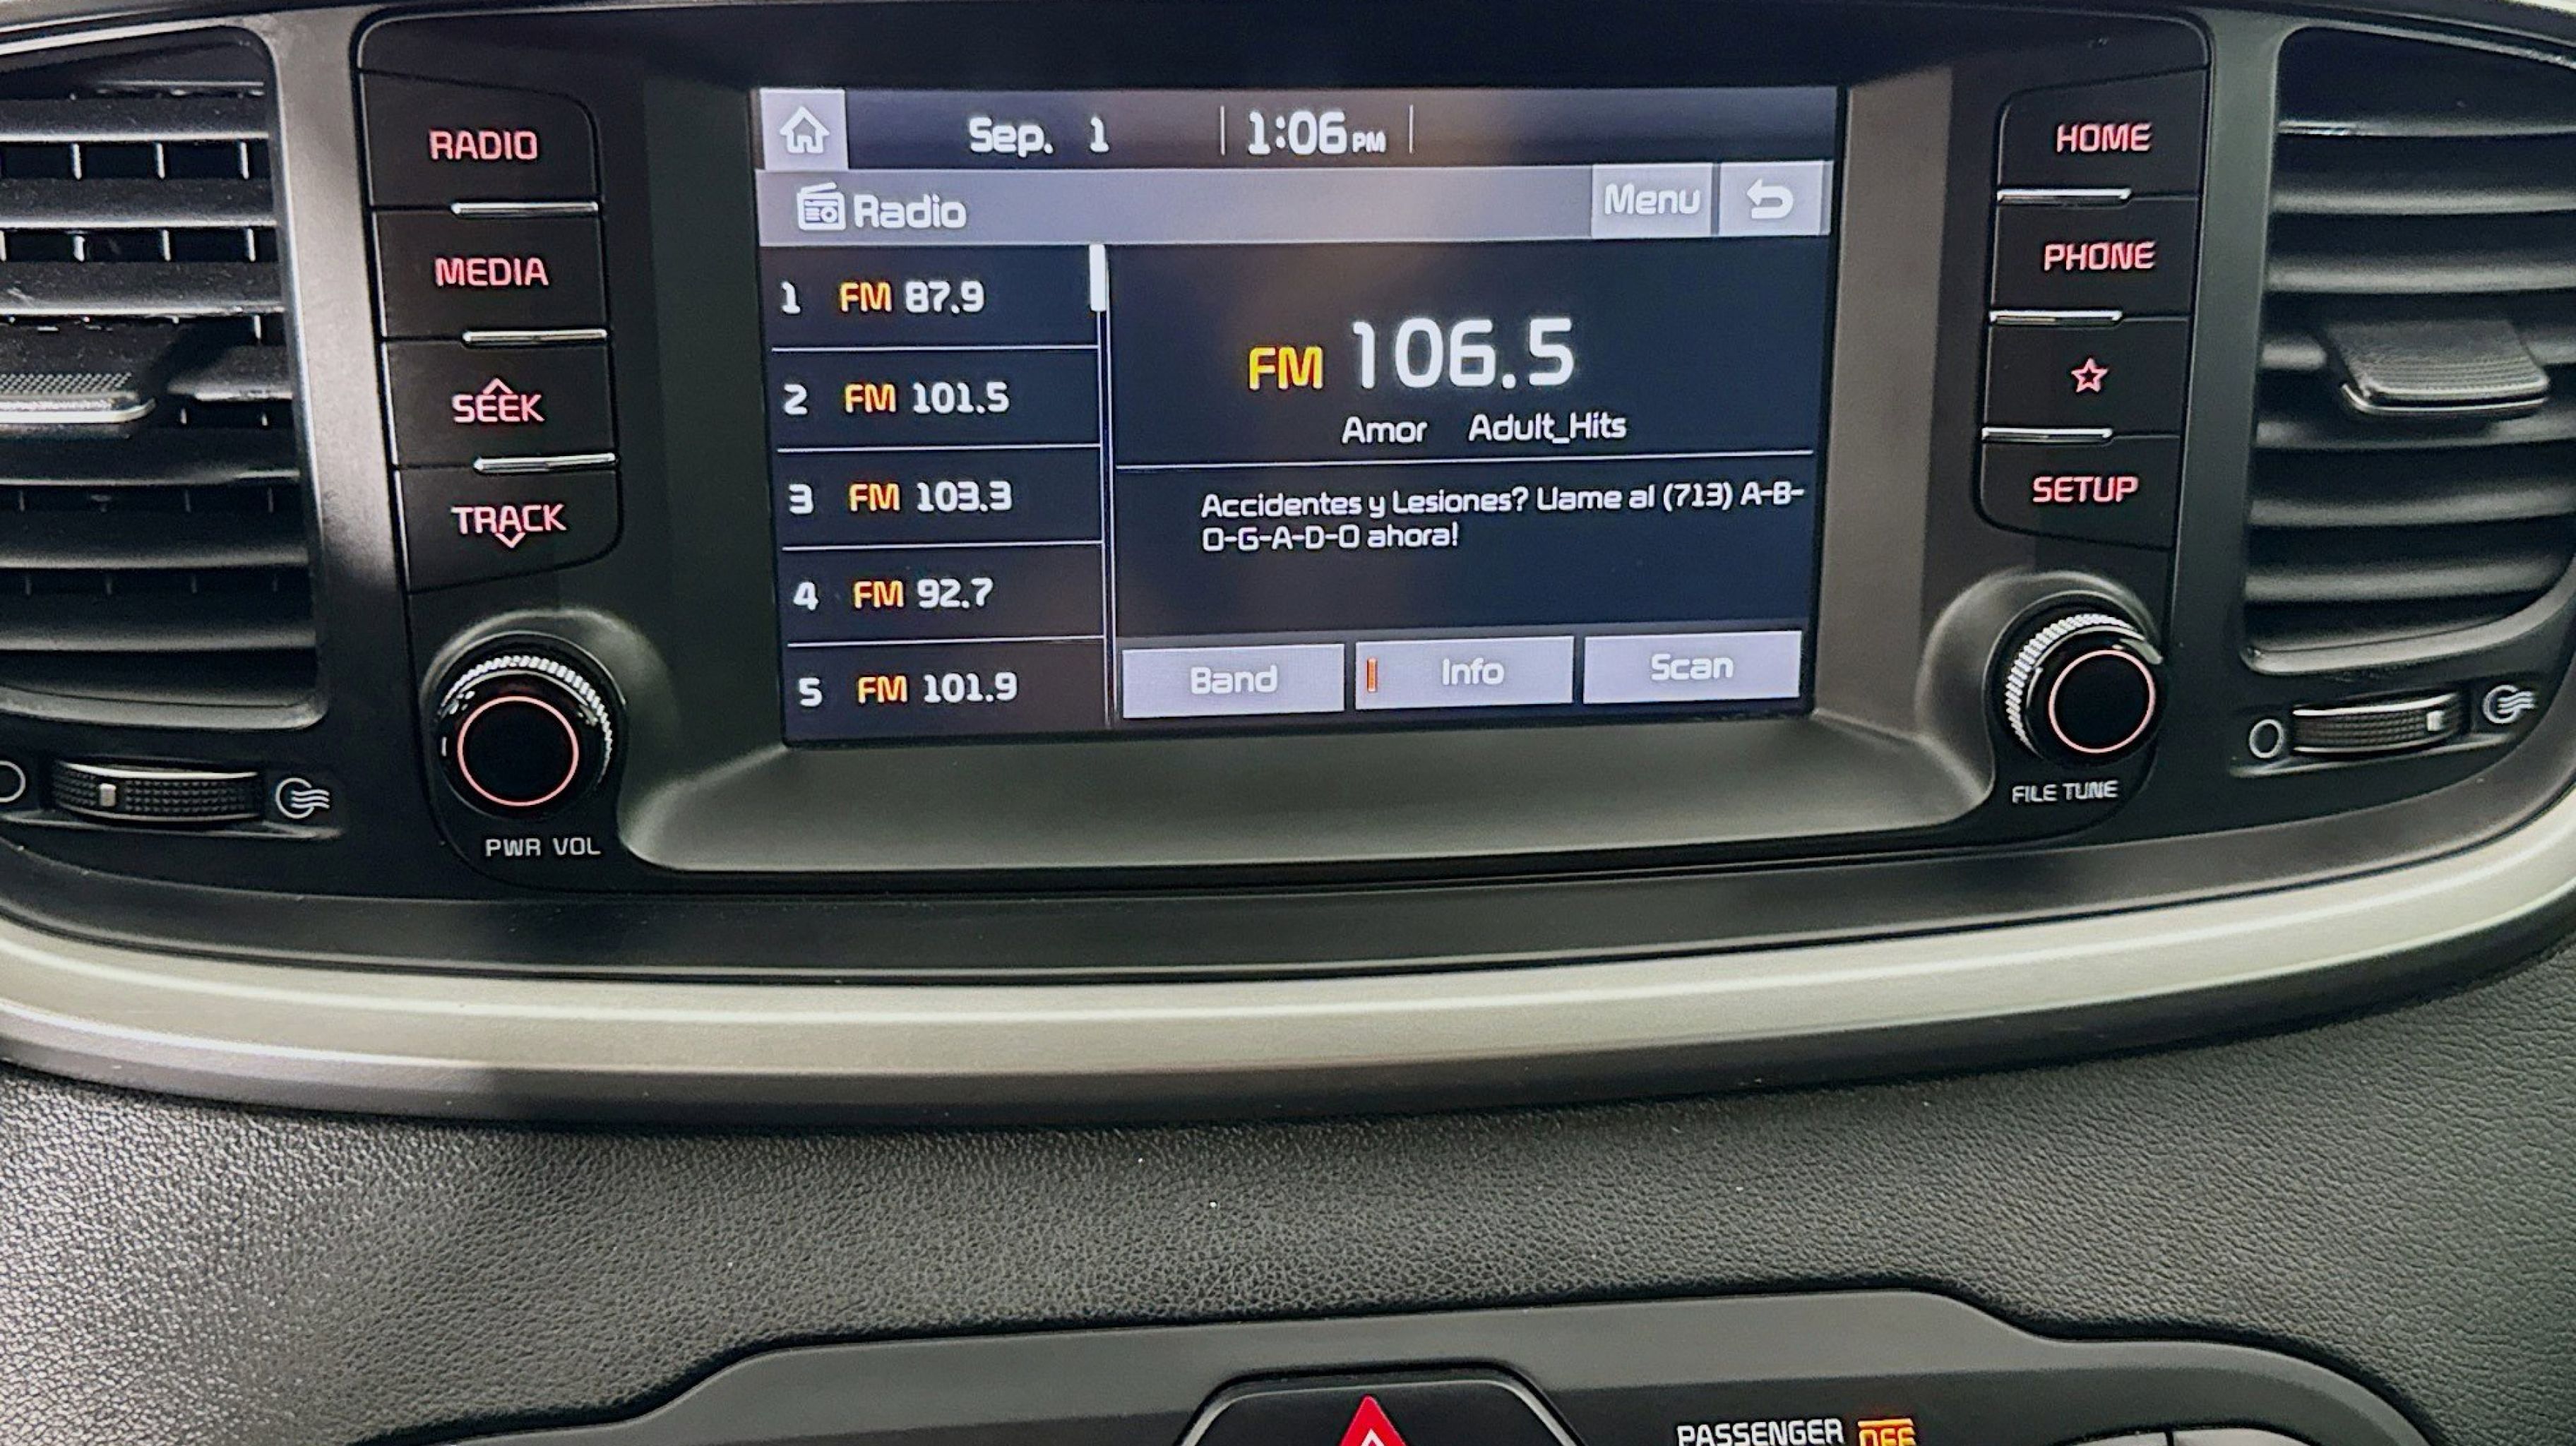 RADIO
MEDIA
SEEK
TRACK
PWR VOL
Sep. 1 1:06 PM
Radio
Menu
1 FM 87.9
2 FM 101.5
3 FM 103.3
4 FM 92.7
5 FM 101.9
FM 106.5
Amor Adult_Hits
Accidentes y Lesiones? Llame al (713) A-B-
O-G-A-D-O ahora!
Band
Info
Scan
HOME
PHONE
SETUP
FILE TUNE
PASSENGER OFF